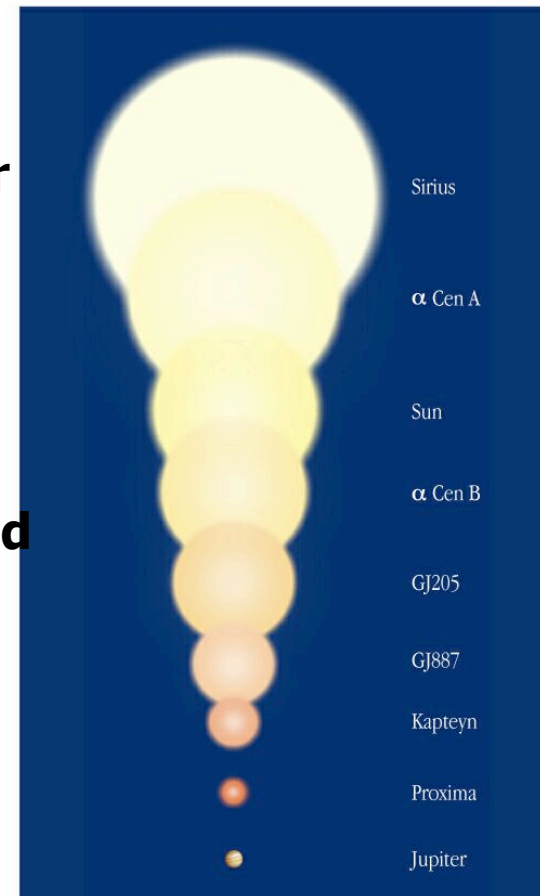 r
Sirius
α Cen A
Sun
α Cen B
d
GJ205
GJ887
Kapteyn
Proxima
Jupiter